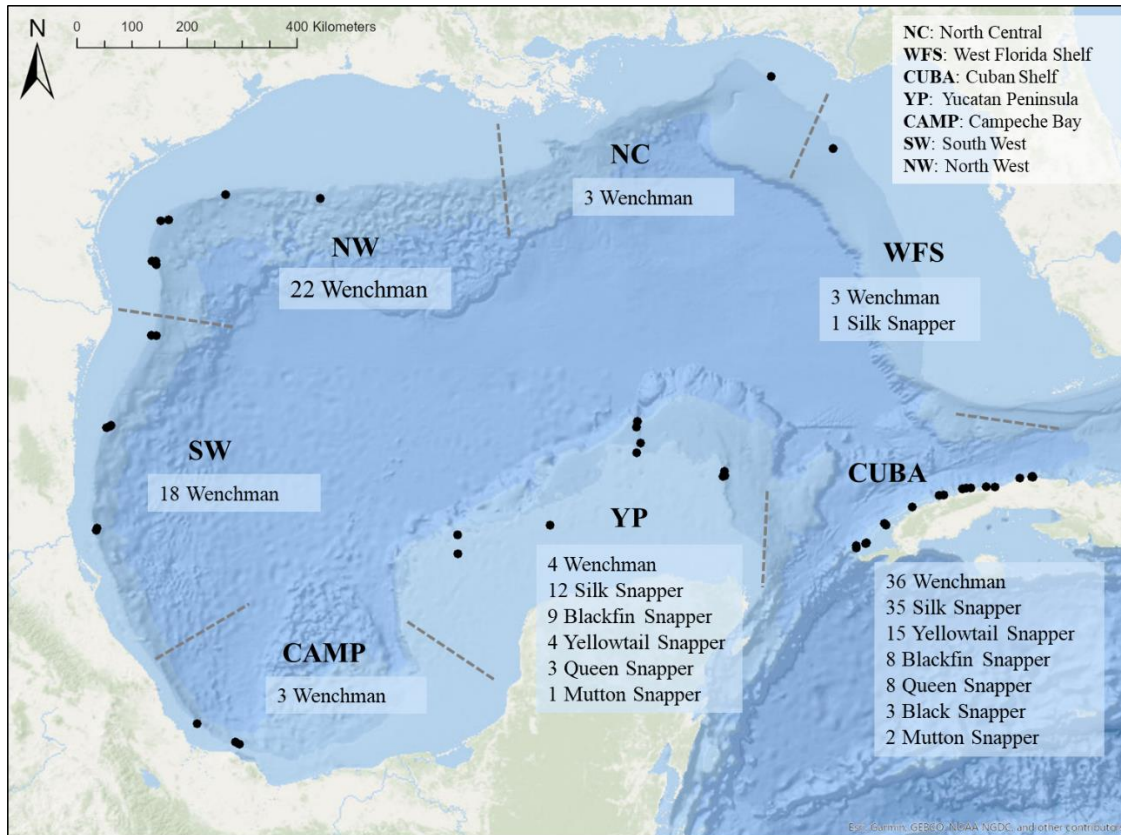 0 200 400 Kilometers
100
N
NC: North Central
WFS: West Florida Shelf
CUBA: Cuban Shelf
YP: Yucatan Peninsula
CAMP: Campeche Bay
SW: South West
NW: North West
NC
3 Wenchman
NW
22 Wenchman
WFS
3 Wenchman
1 Silk Snapper
SW
18 Wenchman
CUBA
YP
4 Wenchman
12 Silk Snapper
9 Blackfin Snapper
4 Yellowtail Snapper
3 Queen Snapper
1 Mutton Snapper
36 Wenchman
35 Silk Snapper
15 Yellowtail Snapper
8 Blackfin Snapper
8 Queen Snapper
3 Black Snapper
2 Mutton Snapper
CAMP
3 Wenchman
Esri, Garmin, GEBCO, NOAA NGDC, and other contributor